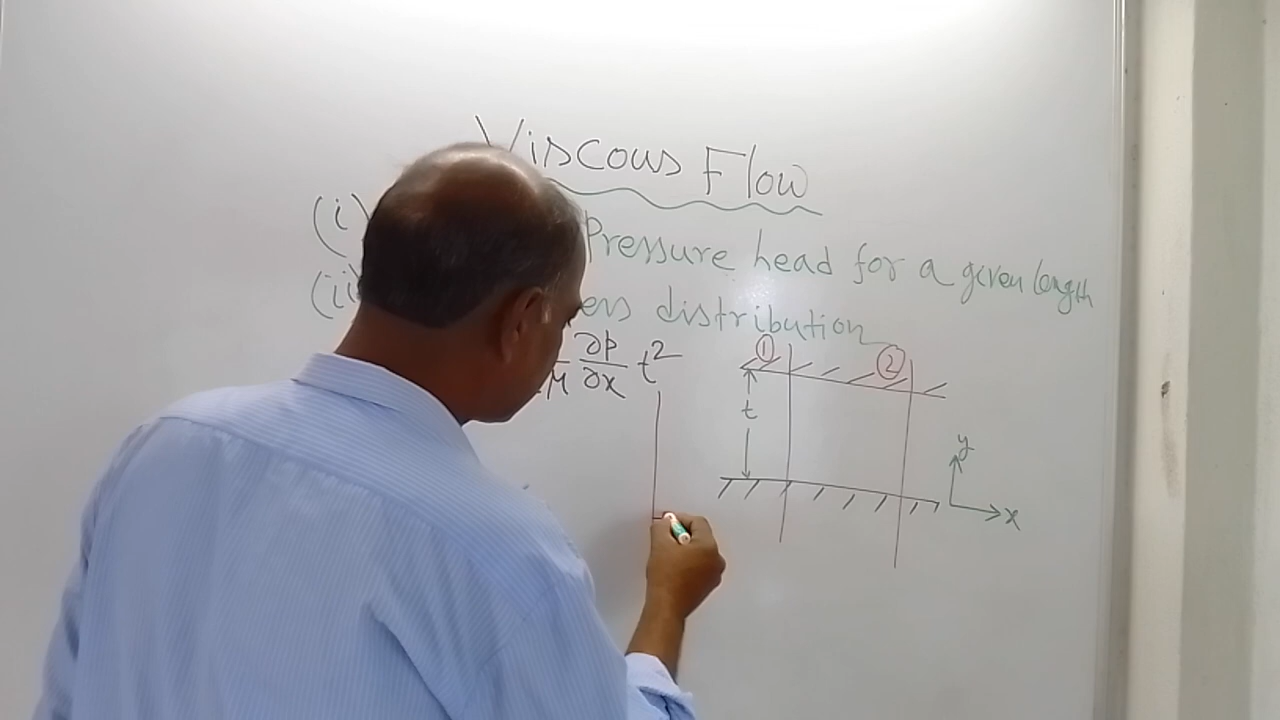 Viscous Flow
(i) Pressure head for a given length
(ii) distribution
μ ∂P/∂x t²
① ②
t
y
x